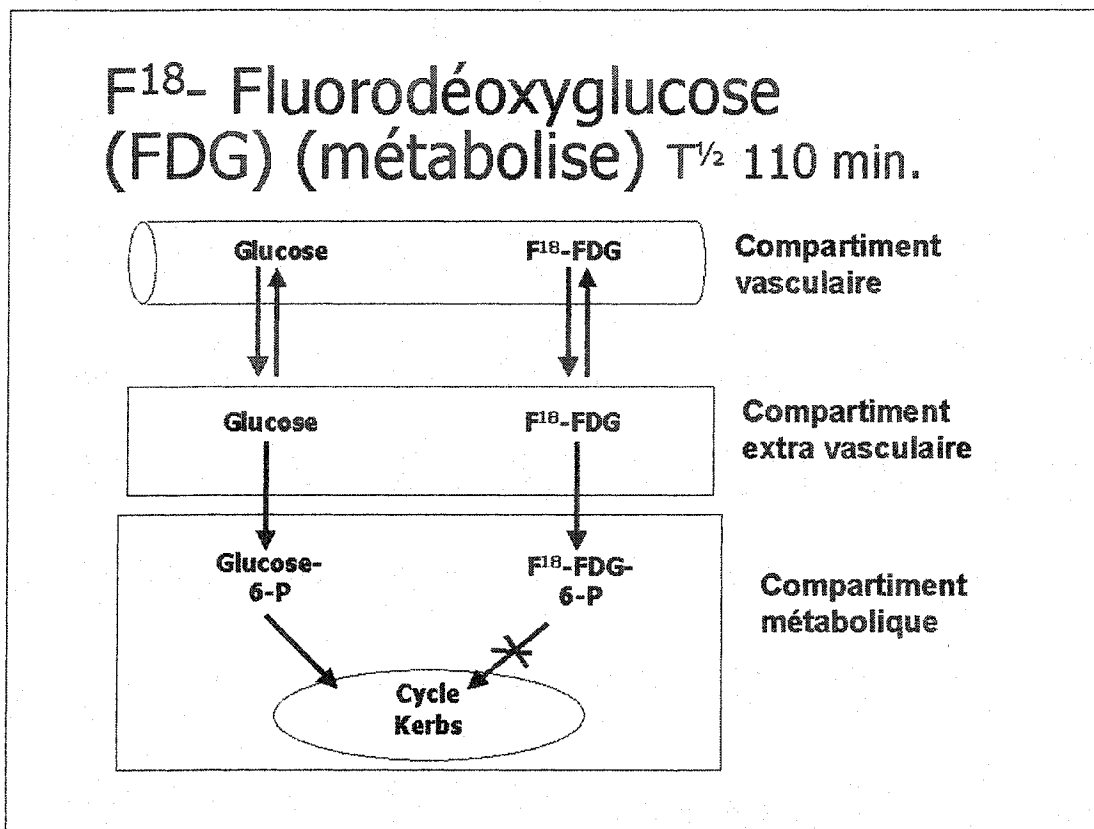 F¹⁸- Fluorodéoxyglucose
(FDG) (métabolise) T½ 110 min.
Glucose F¹⁸-FDG
Compartiment
vasculaire
Glucose F¹⁸-FDG
Compartiment
extra vasculaire
Glucose-
6-P
F¹⁸-FDG-
6-P
Compartiment
métabolique
Cycle
Kerbs